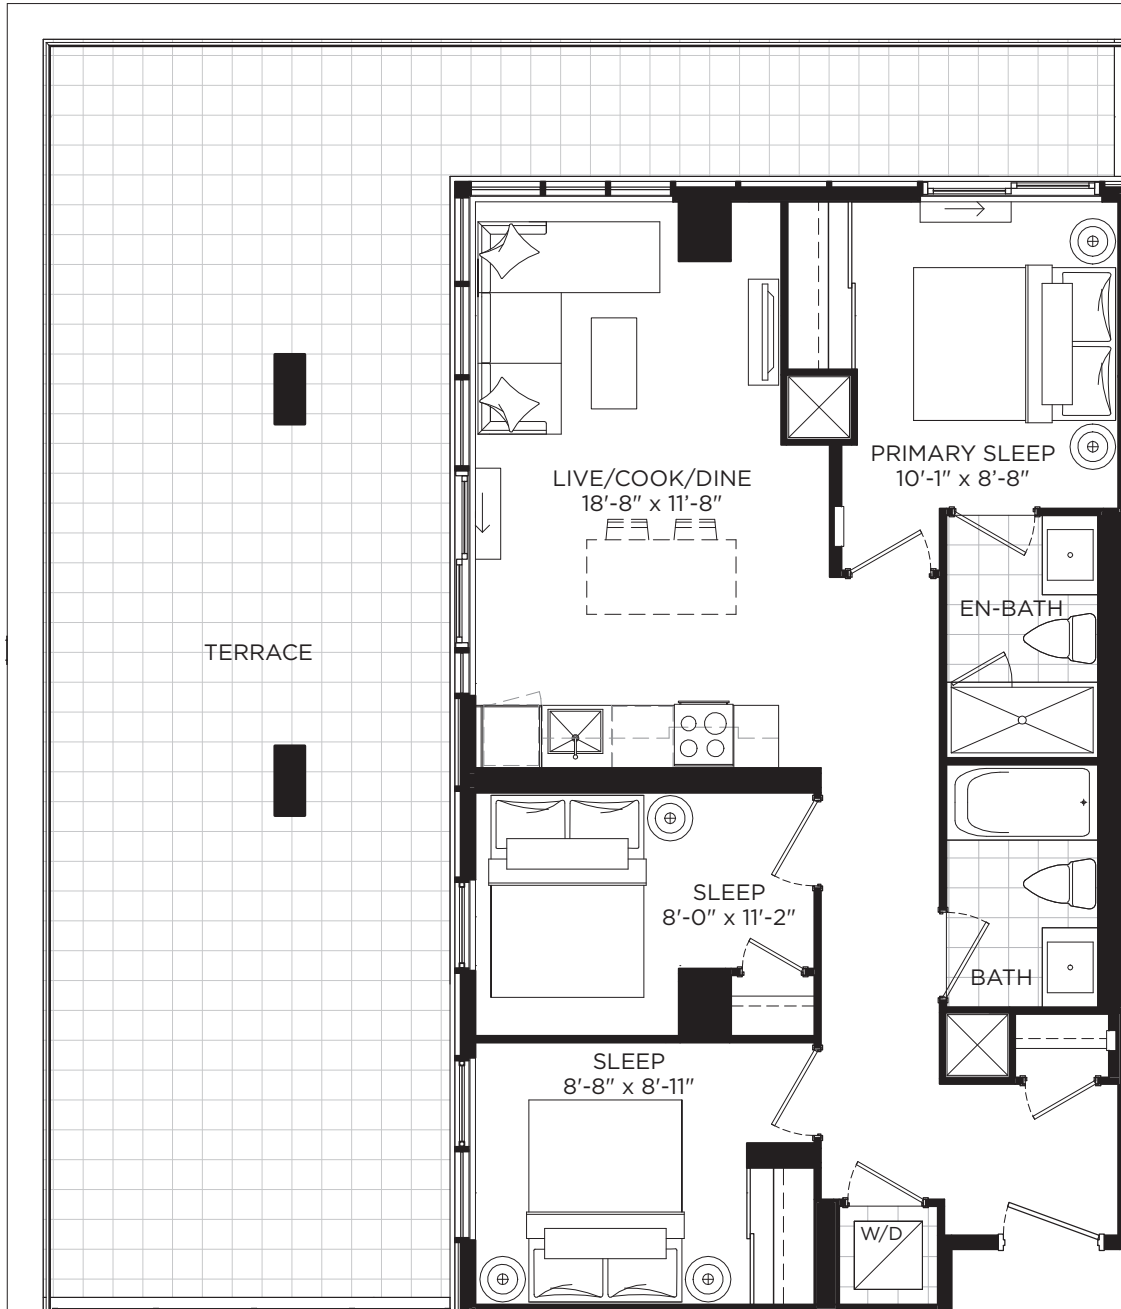 PRIMARY SLEEP
10'-1" x 8'-8"
LIVE/COOK/DINE
18'-8" x 11'-8"
EN-BATH
TERRACE
SLEEP
8'-0" x 11'-2"
BATH
SLEEP
8'-8" x 8'-11"
W/D